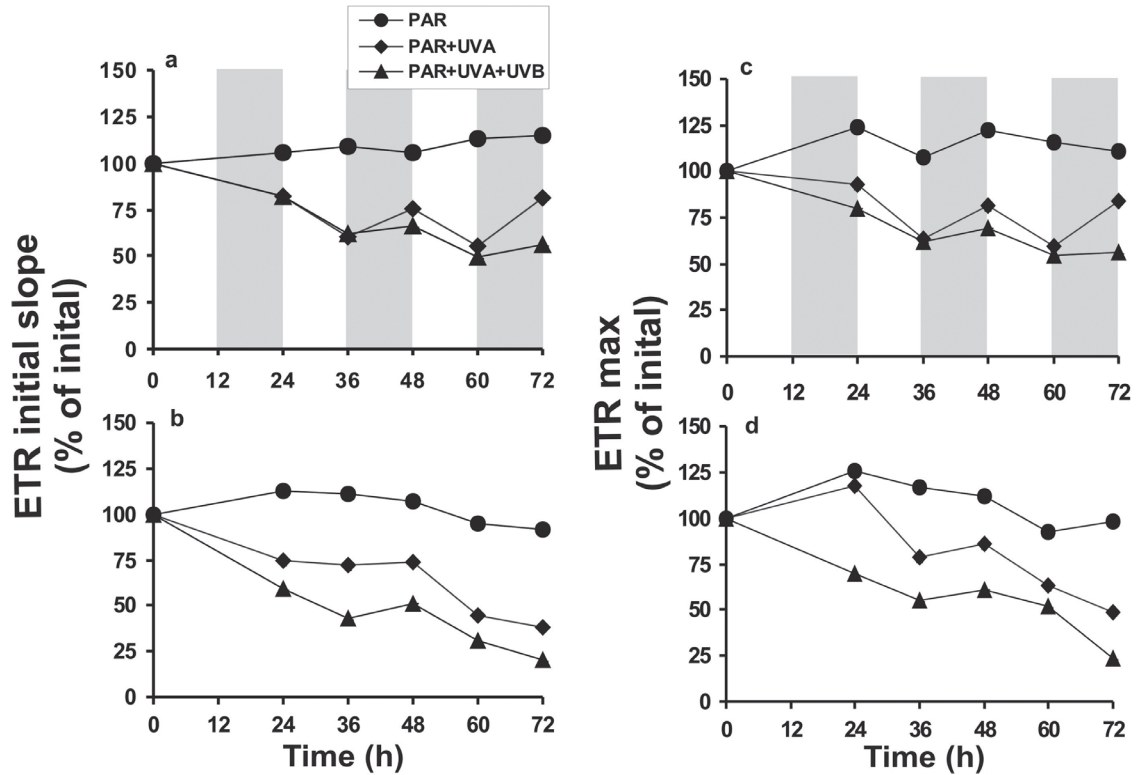 PAR
PAR+UVA
PAR+UVA+UVB
a
150
125
100
75
50
25
0
0 12 24 36 48 60 72
c
150
125
100
75
50
25
0
0 12 24 36 48 60 72
ETR initial slope
(% of inital)
ETR max
(% of inital)
b
150
125
100
75
50
25
0
0 12 24 36 48 60 72
Time (h)
d
150
125
100
75
50
25
0
0 12 24 36 48 60 72
Time (h)